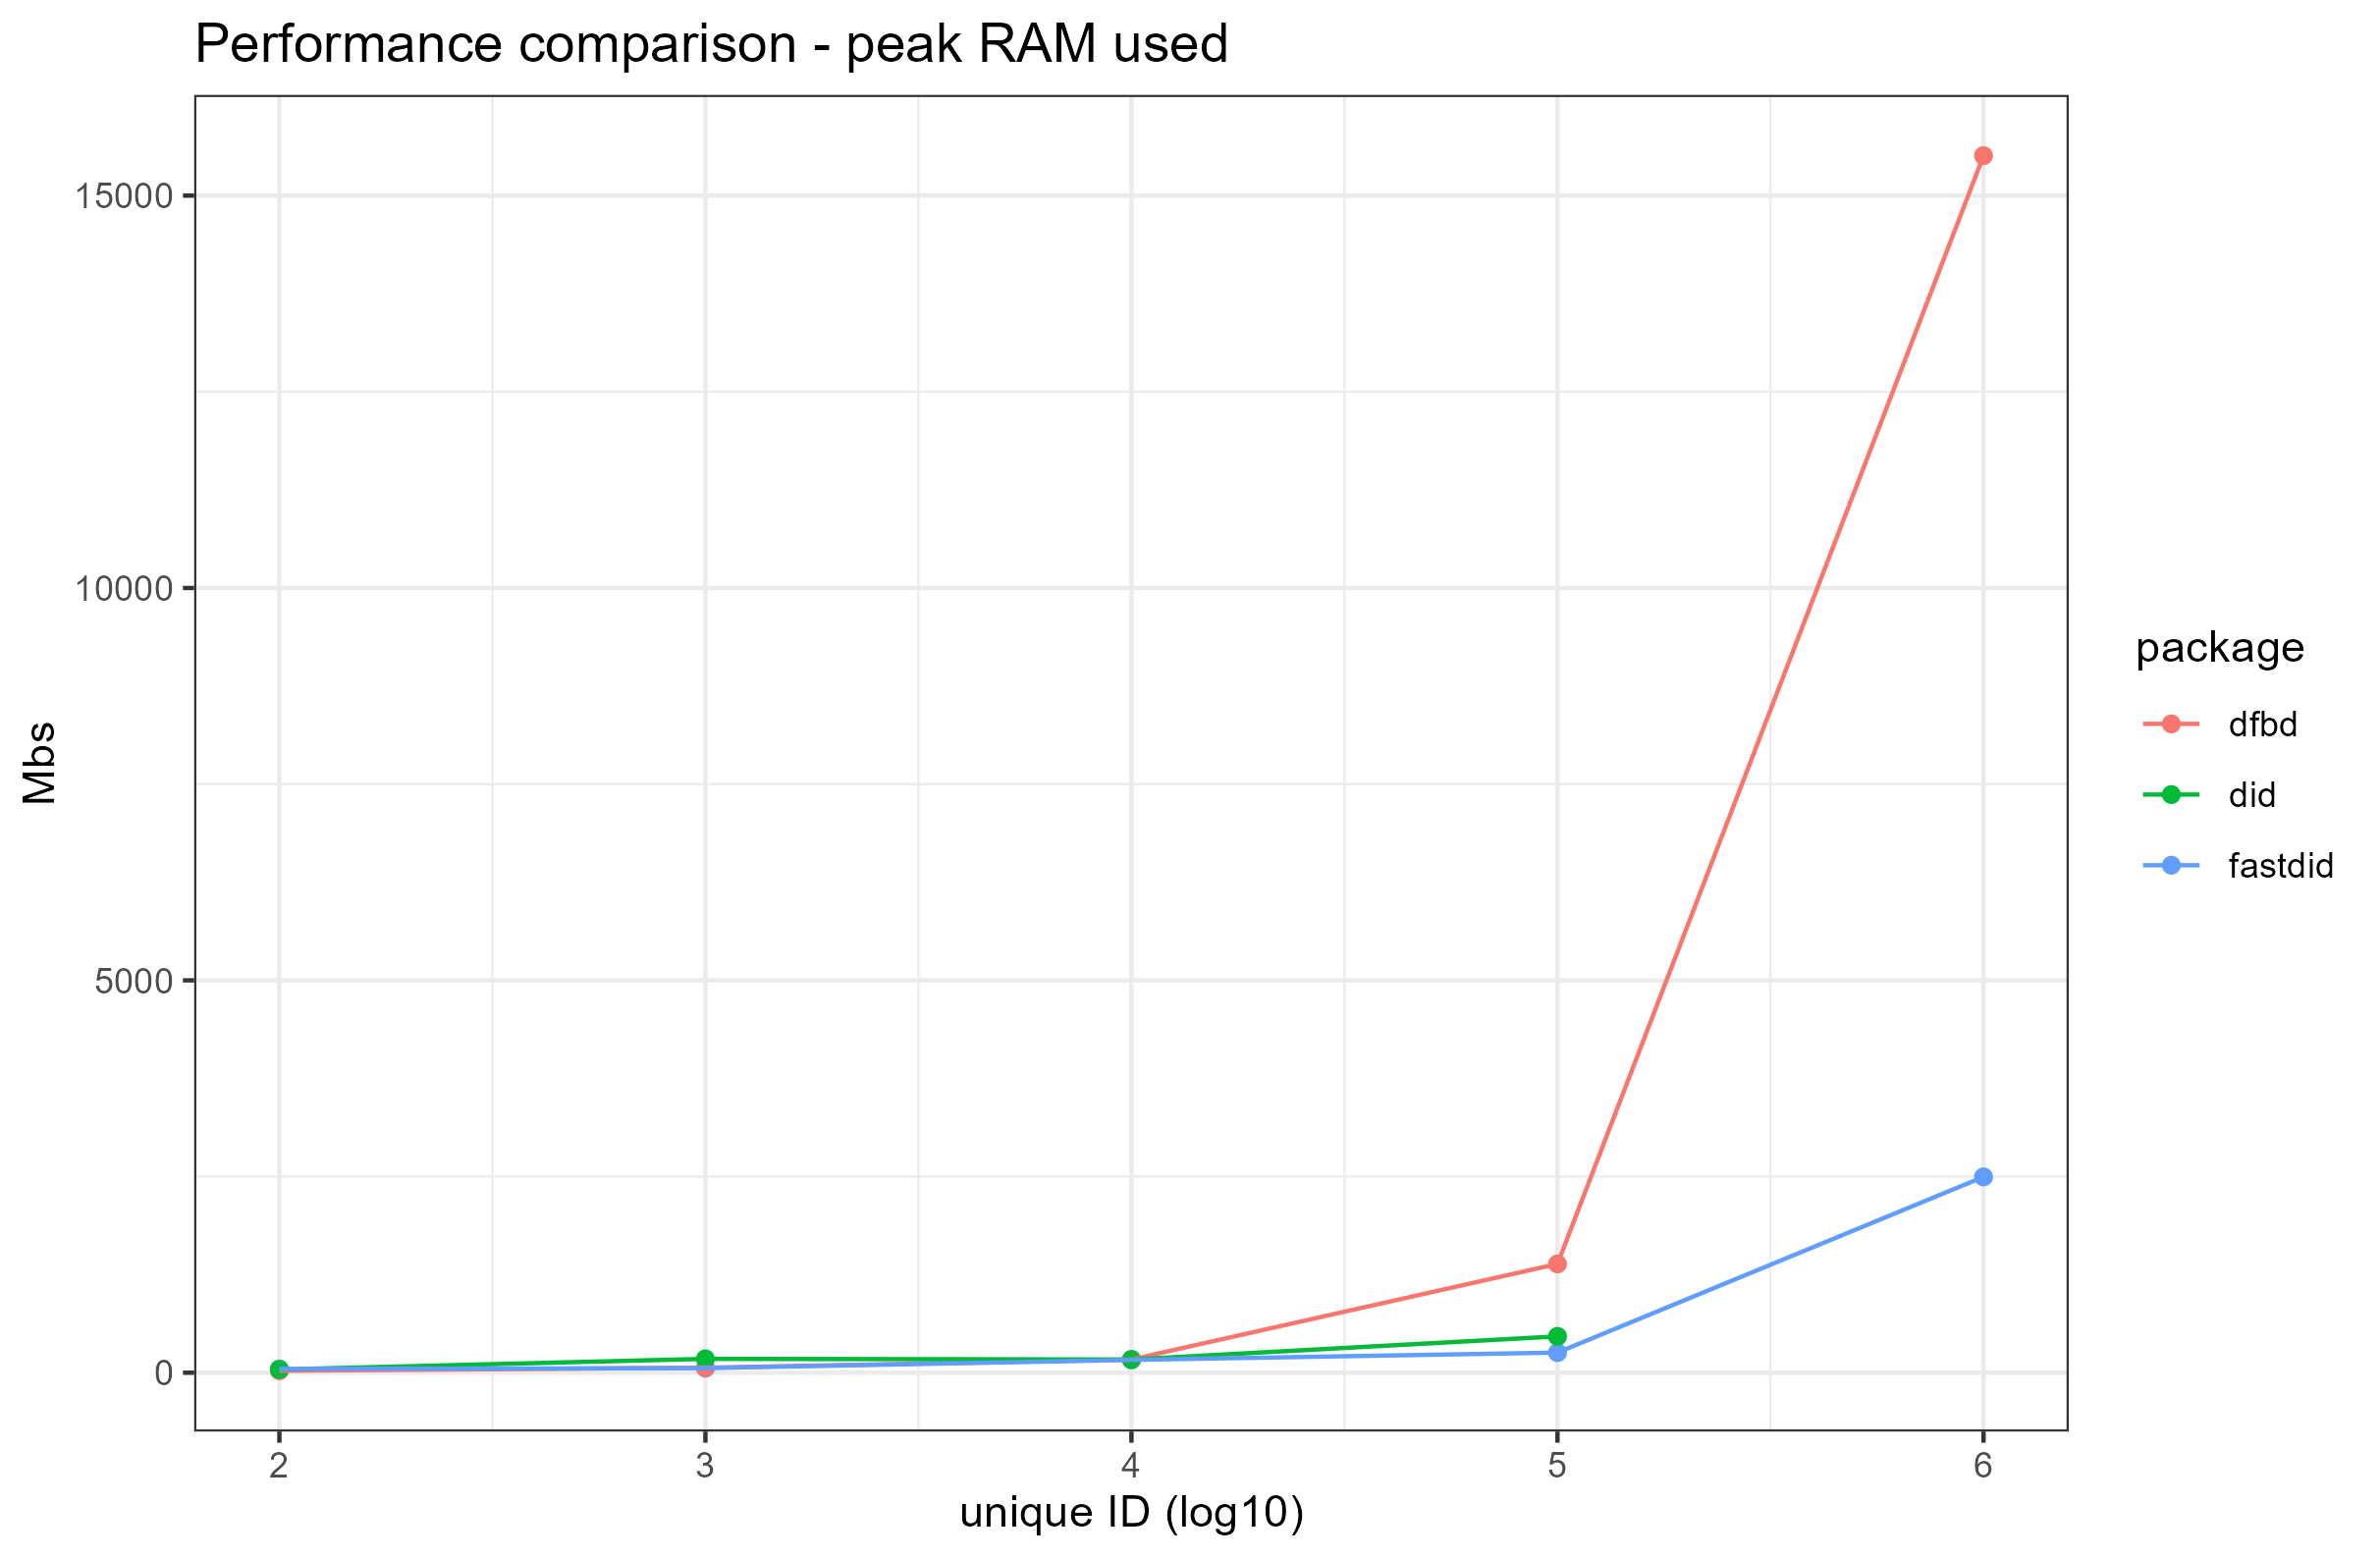 Performance comparison - peak RAM used
Mbs
15000
10000
5000
0
2
3
4
5
6
unique ID (log10)
package
dfbd
did
fastdid